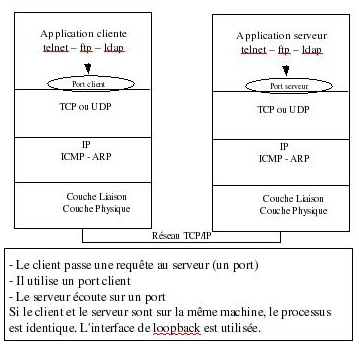 Application cliente
telnet – ftp – ldap
Port client
TCP ou UDP
IP
ICMP - ARP
Couche Liaison
Couche Physique
Application serveur
telnet – ftp – ldap
Port serveur
TCP ou UDP
IP
ICMP - ARP
Couche Liaison
Couche Physique
Réseau TCP/IP
- Le client passe une requête au serveur (un port)
- Il utilise un port client
- Le serveur écoute sur un port
Si le client et le serveur sont sur la même machine, le processus
est identique. L'interface de loopback est utilisée.